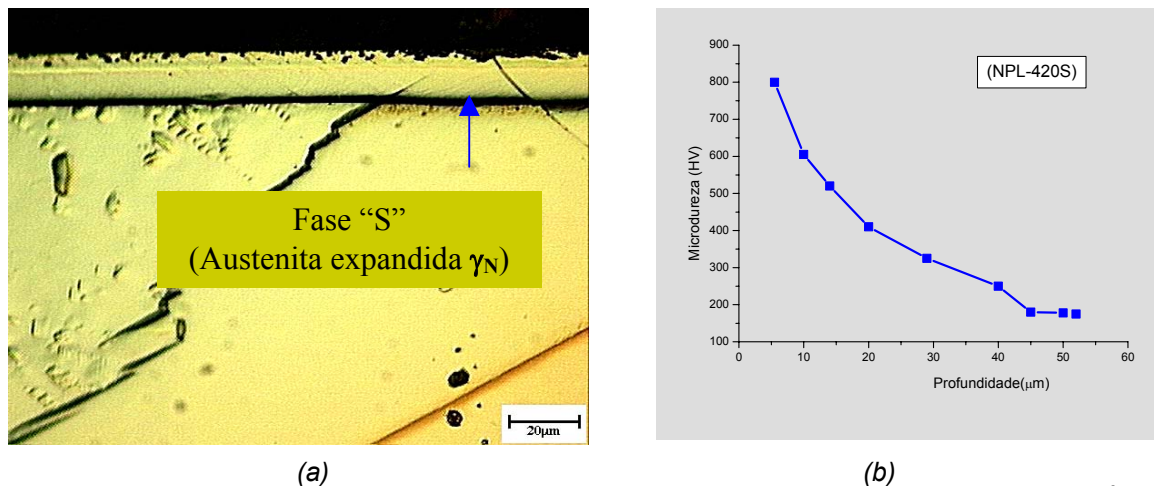 Fase “S”
(Austenita expandida γN)
20μm
(a)
900
800
700
600
500
400
300
200
100
0
10
20
30
40
50
60
Microdureza (HV)
Profundidade(μm)
(NPL-420S)
(b)